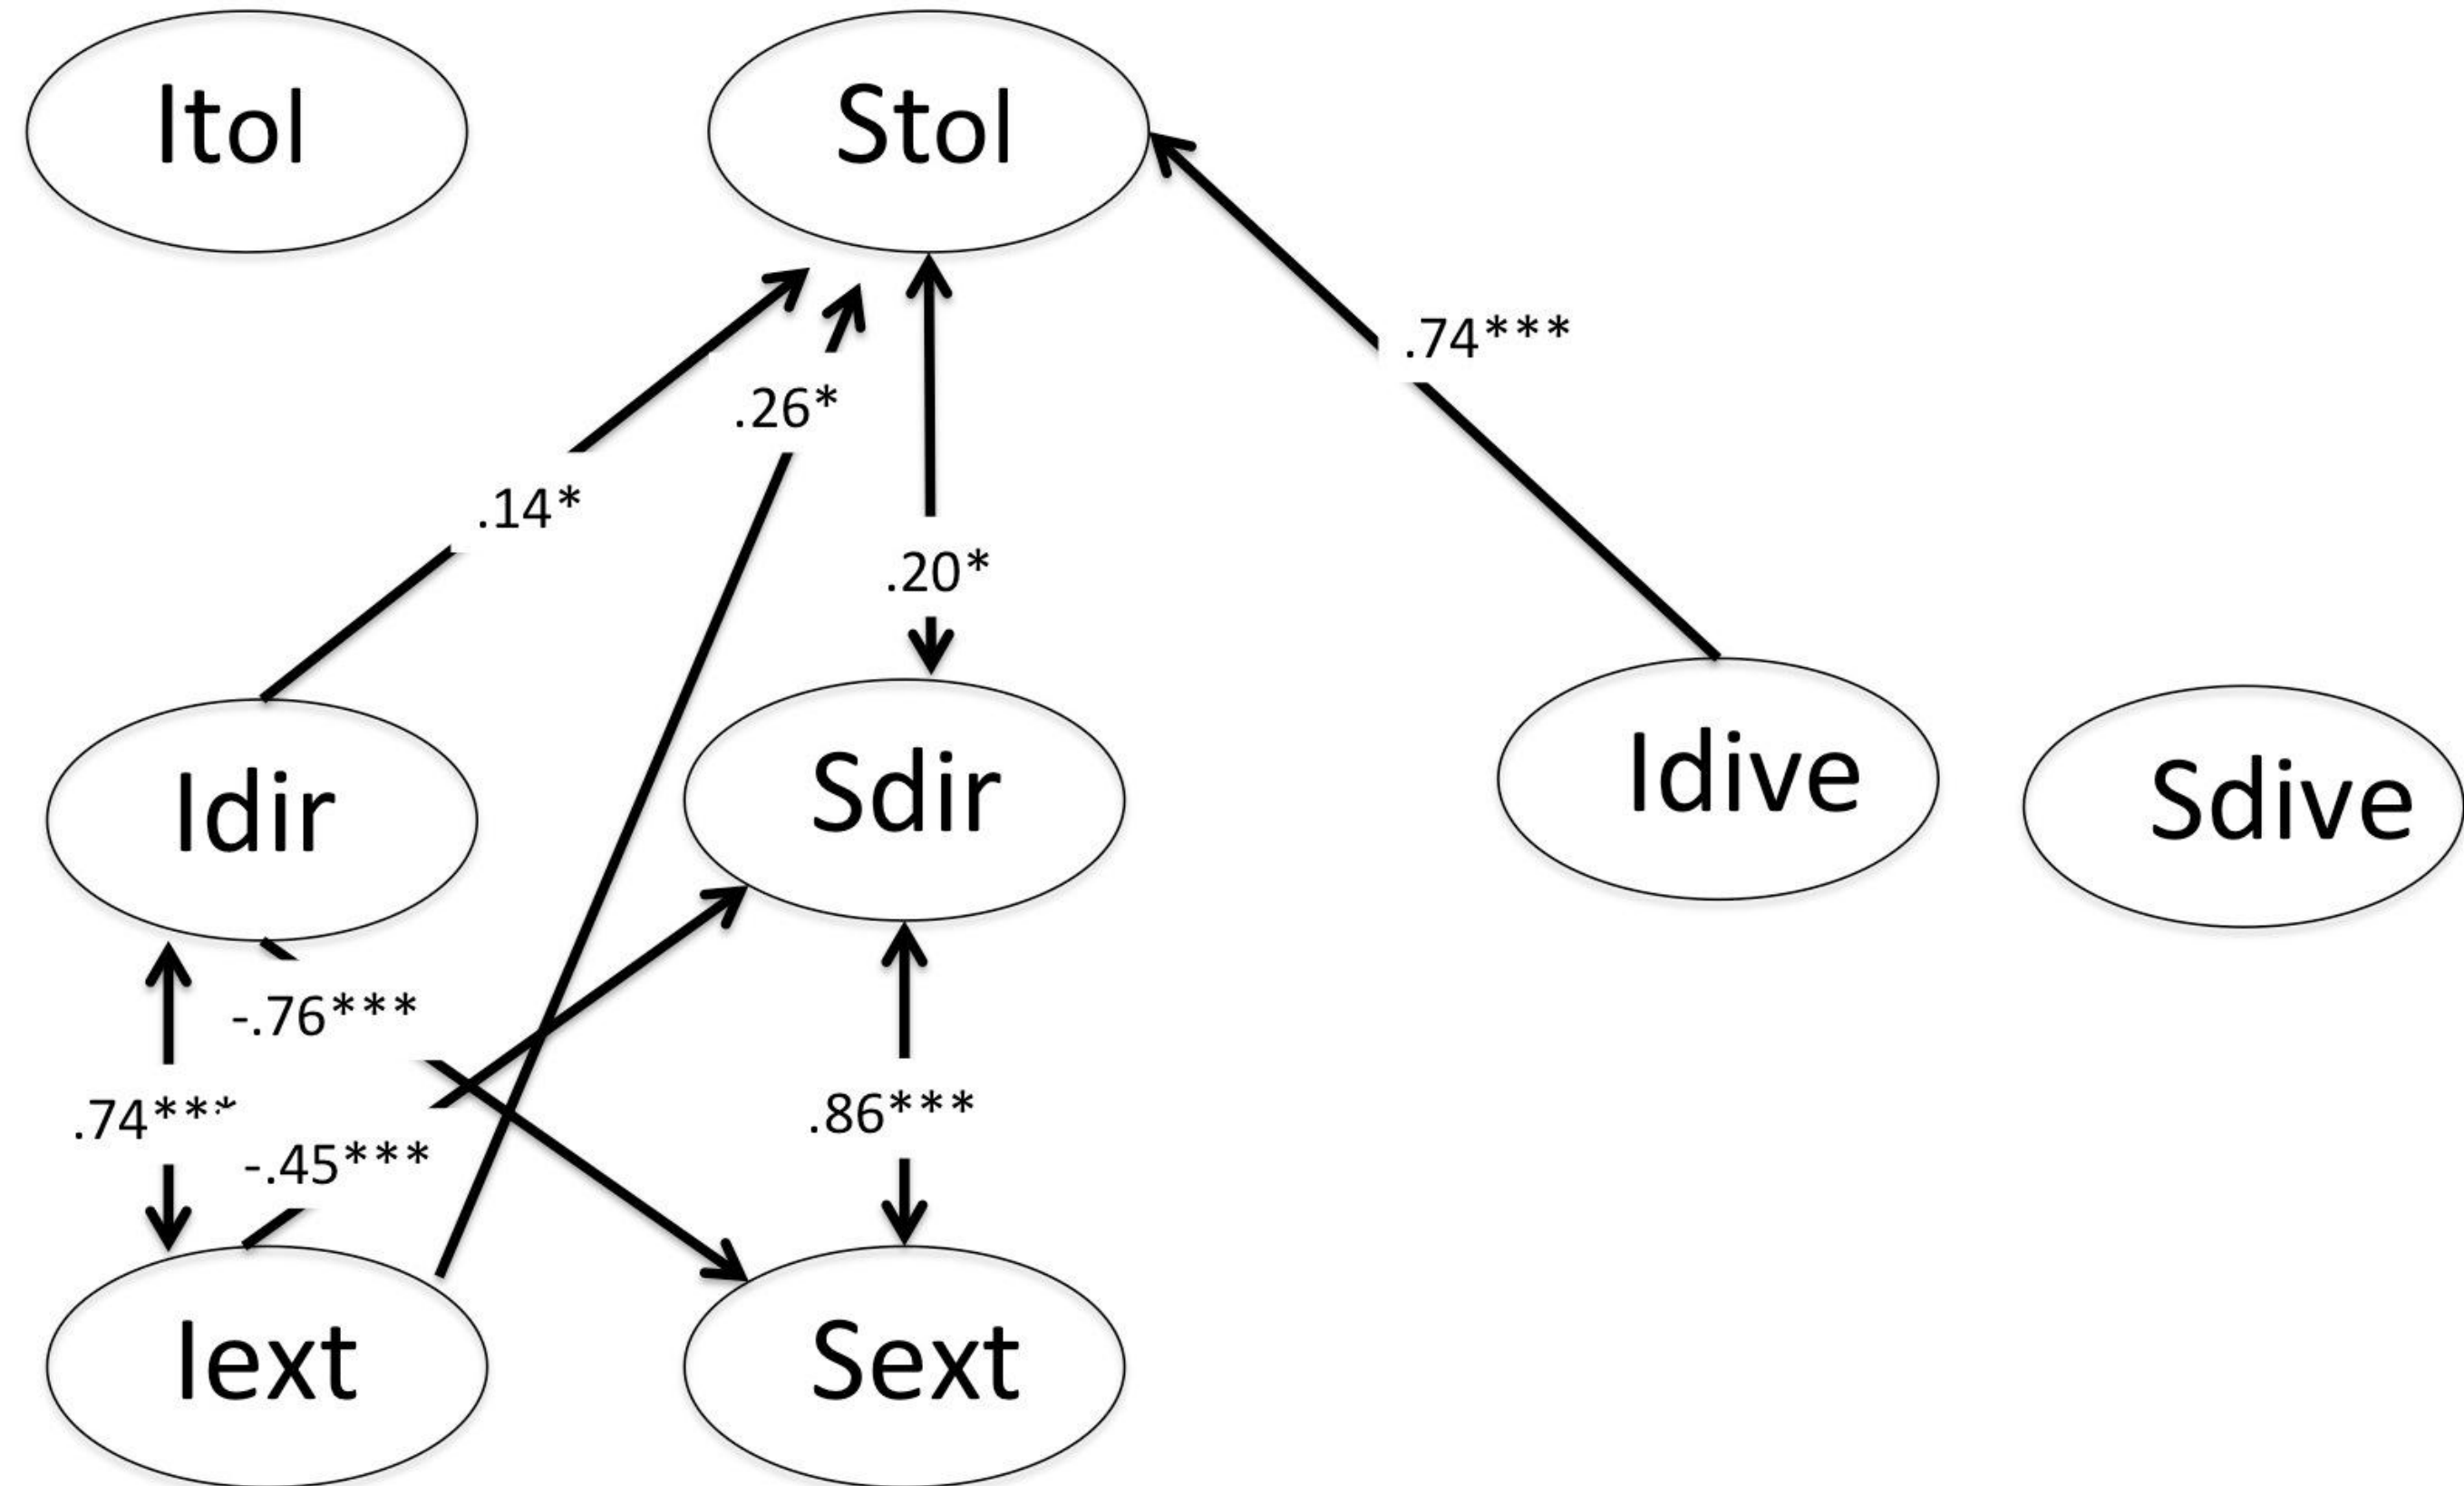 Itol
Stol
.74***
.26*
.14*
.20*
Idir
Sdir
Idive
Sdive
-.76***
.74***
.86***
-.45***
Iext
Sext